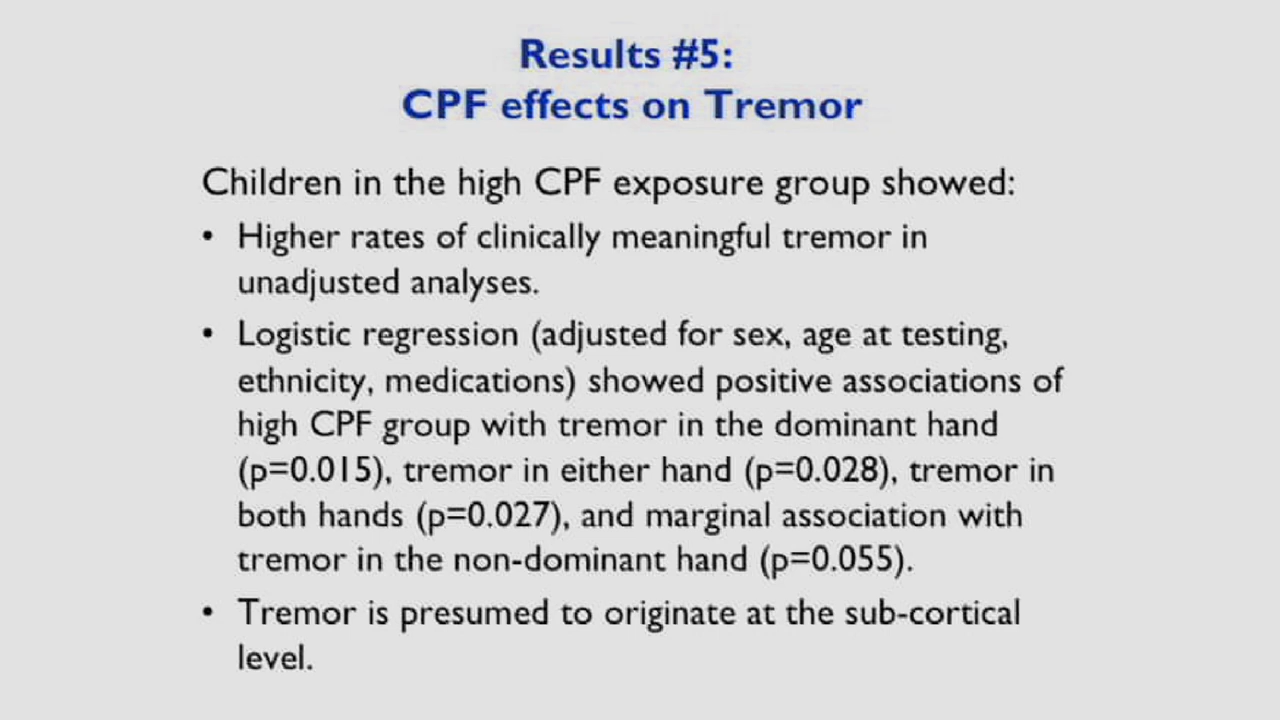 Results #5:
CPF effects on Tremor
Children in the high CPF exposure group showed:
• Higher rates of clinically meaningful tremor in
unadjusted analyses.
• Logistic regression (adjusted for sex, age at testing,
ethnicity, medications) showed positive associations of
high CPF group with tremor in the dominant hand
(p=0.015), tremor in either hand (p=0.028), tremor in
both hands (p=0.027), and marginal association with
tremor in the non-dominant hand (p=0.055).
• Tremor is presumed to originate at the sub-cortical
level.